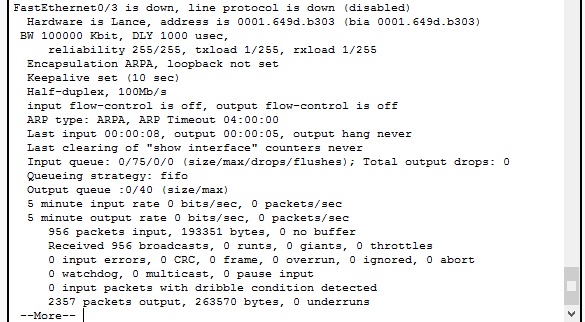 FastEthernet0/3 is down, line protocol is down (disabled)
Hardware is Lance, address is 0001.649d.b303 (bia 0001.649d.b303)
BW 100000 Kbit, DLY 1000 usec,
reliability 255/255, txload 1/255, rxload 1/255
Encapsulation ARPA, loopback not set
Keepalive set (10 sec)
Half-duplex, 100Mb/s
input flow-control is off, output flow-control is off
ARP type: ARPA, ARP Timeout 04:00:00
Last input 00:00:08, output 00:00:05, output hang never
Last clearing of "show interface" counters never
Input queue: 0/75/0/0 (size/max/drops/flushes); Total output drops: 0
Queueing strategy: fifo
Output queue :0/40 (size/max)
5 minute input rate 0 bits/sec, 0 packets/sec
5 minute output rate 0 bits/sec, 0 packets/sec
956 packets input, 193351 bytes, 0 no buffer
Received 956 broadcasts, 0 runts, 0 giants, 0 throttles
0 input errors, 0 CRC, 0 frame, 0 overrun, 0 ignored, 0 abort
0 watchdog, 0 multicast, 0 pause input
0 input packets with dribble condition detected
2357 packets output, 263570 bytes, 0 underruns
--More--